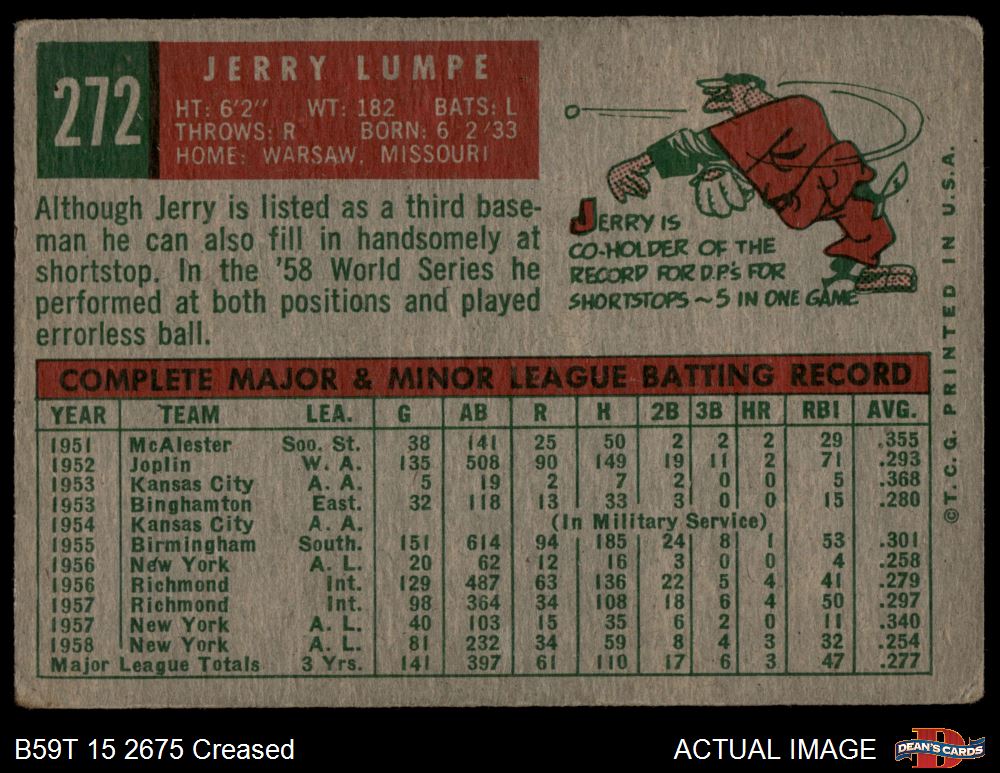 272
JERRY LUMPE
HT: 6'2" WT: 182 BATS: L
THROWS: R BORN: 6 2 '33
HOME: WARSAW, MISSOURI
Although Jerry is listed as a third base-
man he can also fill in handsomely at
shortstop. In the '58 World Series he
performed at both positions and played
errorless ball.
JERRY IS
CO-HOLDER OF THE
RECORD FOR D.P.'s FOR
SHORTSTOPS ~ 5 IN ONE GAME
COMPLETE MAJOR & MINOR LEAGUE BATTING RECORD
YEAR TEAM LEA. G AB R H 2B 3B HR RBI AVG.
1951 McAlester Soo. St. 38 141 25 50 2 2 2 29 .355
1952 Joplin W. A. 135 508 90 149 19 11 2 71 .293
1953 Kansas City A. A. 5 19 2 7 2 0 0 5 .368
1953 Binghamton East. 32 118 13 33 3 0 0 15 .280
1954 Kansas City A. A. (In Military Service)
1955 Birmingham South. 151 614 94 185 24 8 1 53 .301
1956 New York A. L. 20 62 12 16 3 0 0 4 .258
1956 Richmond Int. 129 487 63 136 22 5 4 41 .279
1957 Richmond Int. 98 364 34 108 18 6 4 50 .297
1957 New York A. L. 40 103 15 35 6 2 0 11 .340
1958 New York A. L. 81 232 34 59 8 4 3 32 .254
Major League Totals 3 Yrs. 141 397 61 110 17 6 3 47 .277
© T. C. G. PRINTED IN U.S.A.
B59T 15 2675 Creased
ACTUAL IMAGE
DEAN'S CARDS